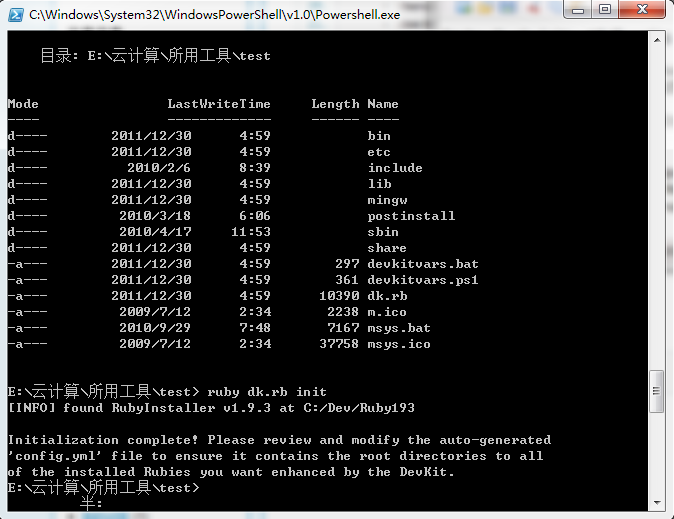 C:\Windows\System32\WindowsPowerShell\v1.0\Powershell.exe
目录: E:\云计算\所用工具\test
Mode LastWriteTime Length Name
---- ------------- ------ ----
d---- 2011/12/30 4:59 bin
d---- 2011/12/30 4:59 etc
d---- 2010/2/6 8:39 include
d---- 2011/12/30 4:59 lib
d---- 2011/12/30 4:59 mingw
d---- 2010/3/18 6:06 postinstall
d---- 2010/4/17 11:53 sbin
d---- 2011/12/30 4:59 share
-a--- 2011/12/30 4:59 297 devkitvars.bat
-a--- 2011/12/30 4:59 361 devkitvars.ps1
-a--- 2011/12/30 4:59 10390 dk.rb
-a--- 2009/7/12 2:34 2238 m.ico
-a--- 2010/9/29 7:48 7167 msys.bat
-a--- 2009/7/12 2:34 37758 msys.ico
E:\云计算\所用工具\test> ruby dk.rb init
[INFO] found RubyInstaller v1.9.3 at C:/Dev/Ruby193
Initialization complete! Please review and modify the auto-generated
'config.yml' file to ensure it contains the root directories to all
of the installed Rubies you want enhanced by the DevKit.
E:\云计算\所用工具\test>
半: